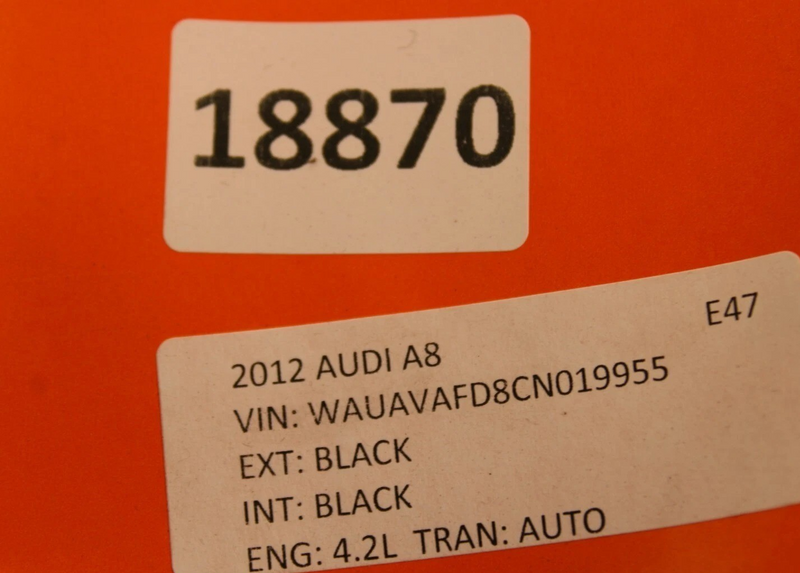 18870
E47
2012 AUDI A8
VIN: WAUAVAFD8CN019955
EXT: BLACK
INT: BLACK
ENG: 4.2L TRAN: AUTO